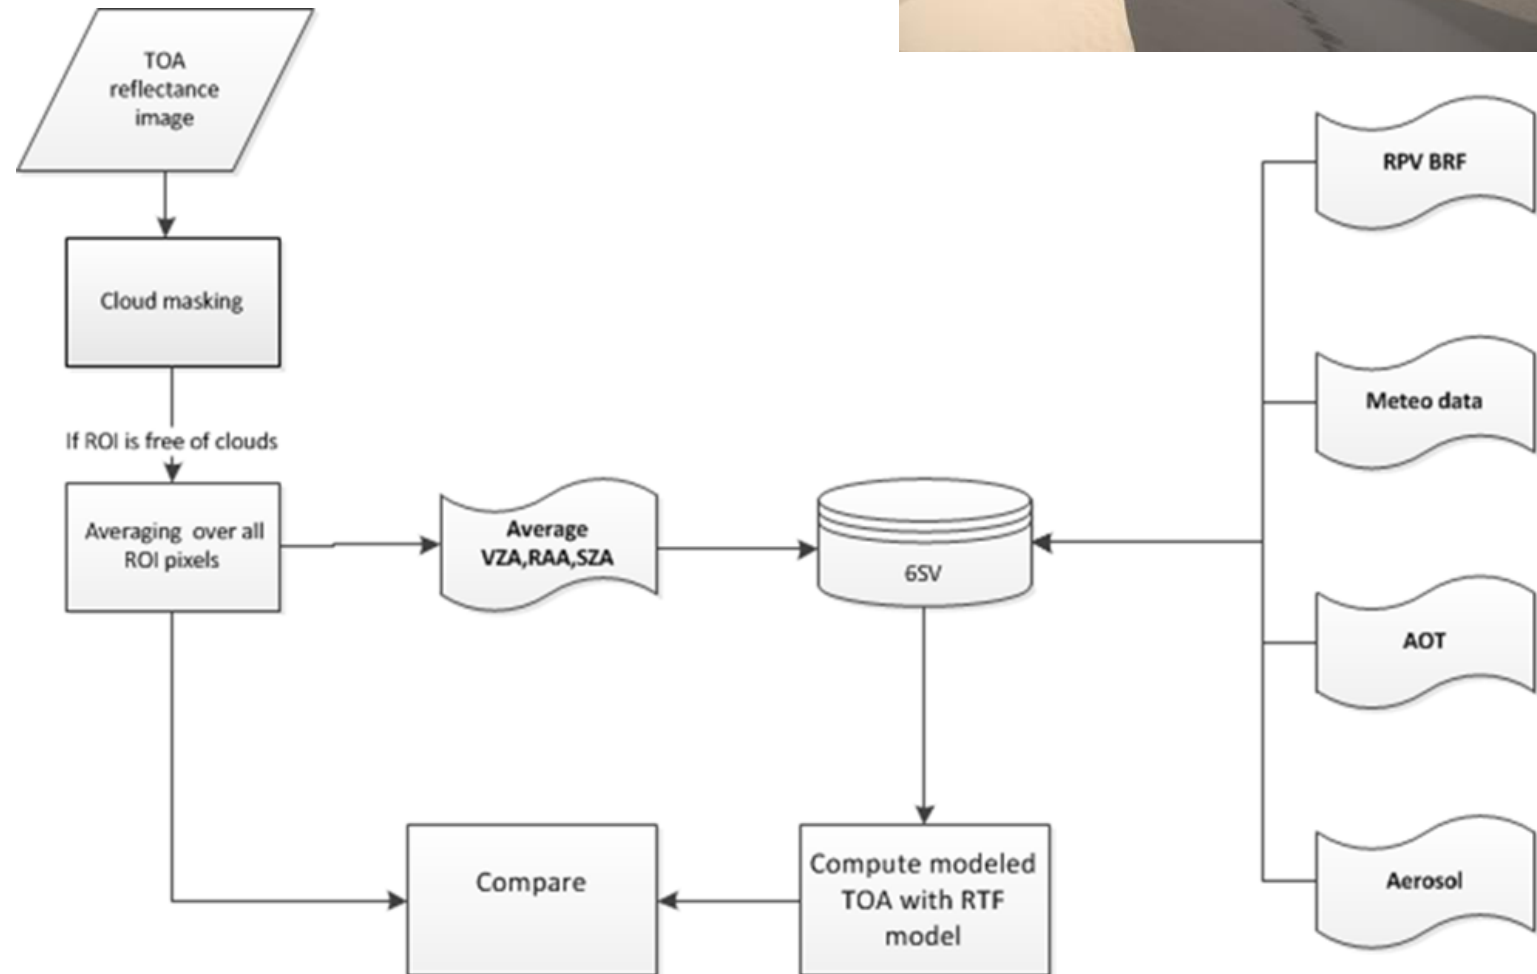 TOA
reflectance
image
Cloud masking
If ROI is free of clouds
Averaging over all
ROI pixels
Average
VZA,RAA,SZA
6SV
RPV BRF
Meteo data
AOT
Aerosol
Compare
Compute modeled
TOA with RTF
model